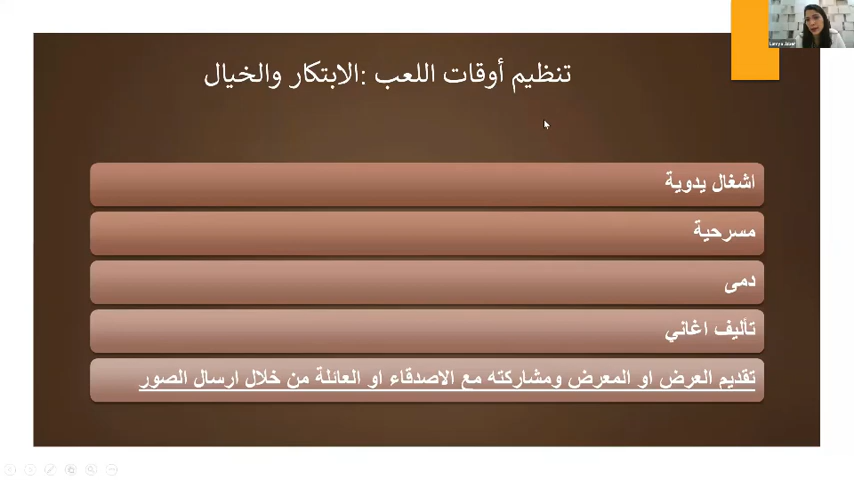 تنظيم أوقات اللعب :الابتكار والخيال
اشغال يدوية
مسرحية
دمى
تأليف اغاني
تقديم العرض او المعرض ومشاركته مع الاصدقاء او العائلة من خلال ارسال الصور